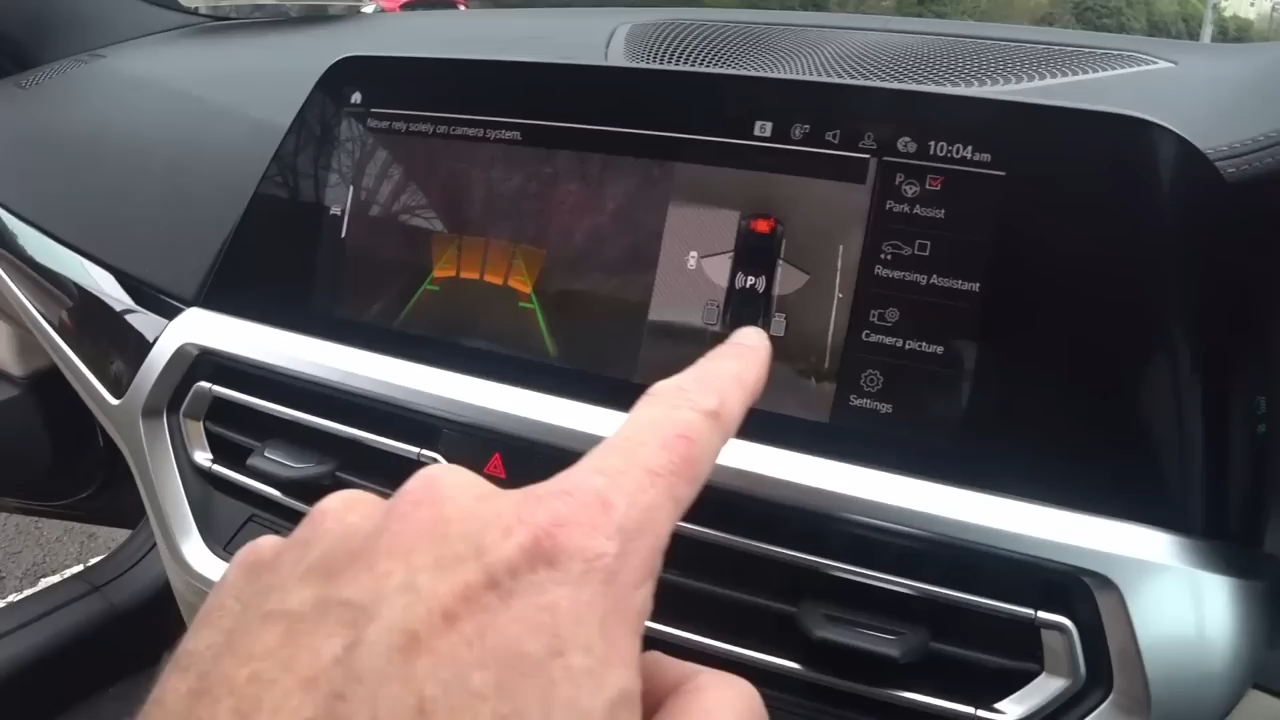 Never rely solely on camera system.
6
10:04am
P
Park Assist
Reversing Assistant
(P)
Camera picture
Settings